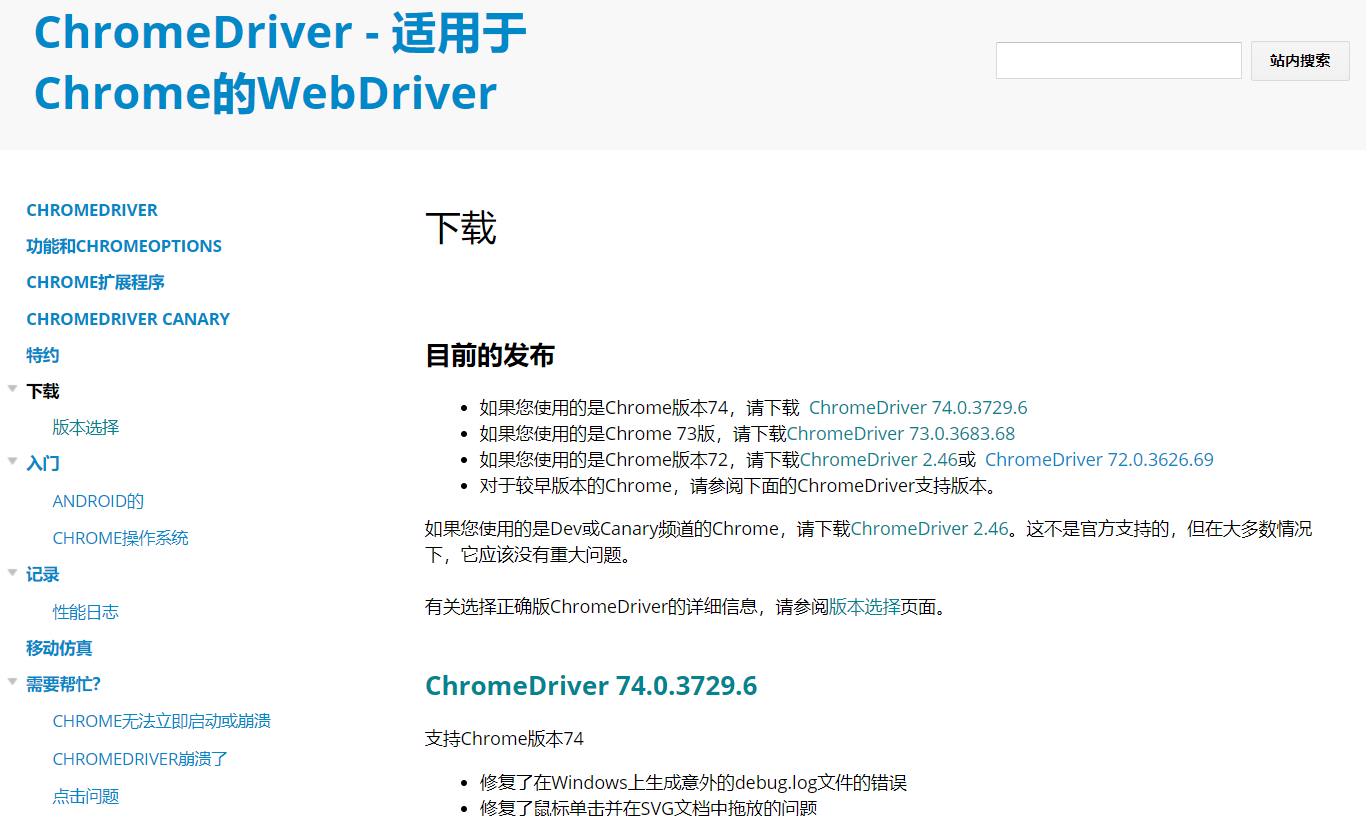 ChromeDriver - 适用于
Chrome的WebDriver
站内搜索
CHROMEDRIVER
功能和CHROMEOPTIONS
CHROME扩展程序
CHROMEDRIVER CANARY
特约
下载
版本选择
入门
ANDROID的
CHROME操作系统
记录
性能日志
移动仿真
需要帮忙？
CHROME无法立即启动或崩溃
CHROMEDRIVER崩溃了
点击问题
下载
目前的发布
如果您使用的是Chrome版本74，请下载 ChromeDriver 74.0.3729.6
如果您使用的是Chrome 73版，请下载ChromeDriver 73.0.3683.68
如果您使用的是Chrome版本72，请下载ChromeDriver 2.46或 ChromeDriver 72.0.3626.69
对于较早版本的Chrome，请参阅下面的ChromeDriver支持版本。
如果您使用的是Dev或Canary频道的Chrome，请下载ChromeDriver 2.46。这不是官方支持的，但在大多数情况
下，它应该没有重大问题。
有关选择正确版ChromeDriver的详细信息，请参阅版本选择页面。
ChromeDriver 74.0.3729.6
支持Chrome版本74
修复了在Windows上生成意外的debug.log文件的错误
修复了鼠标单击并在SVG文档中拖放的问题